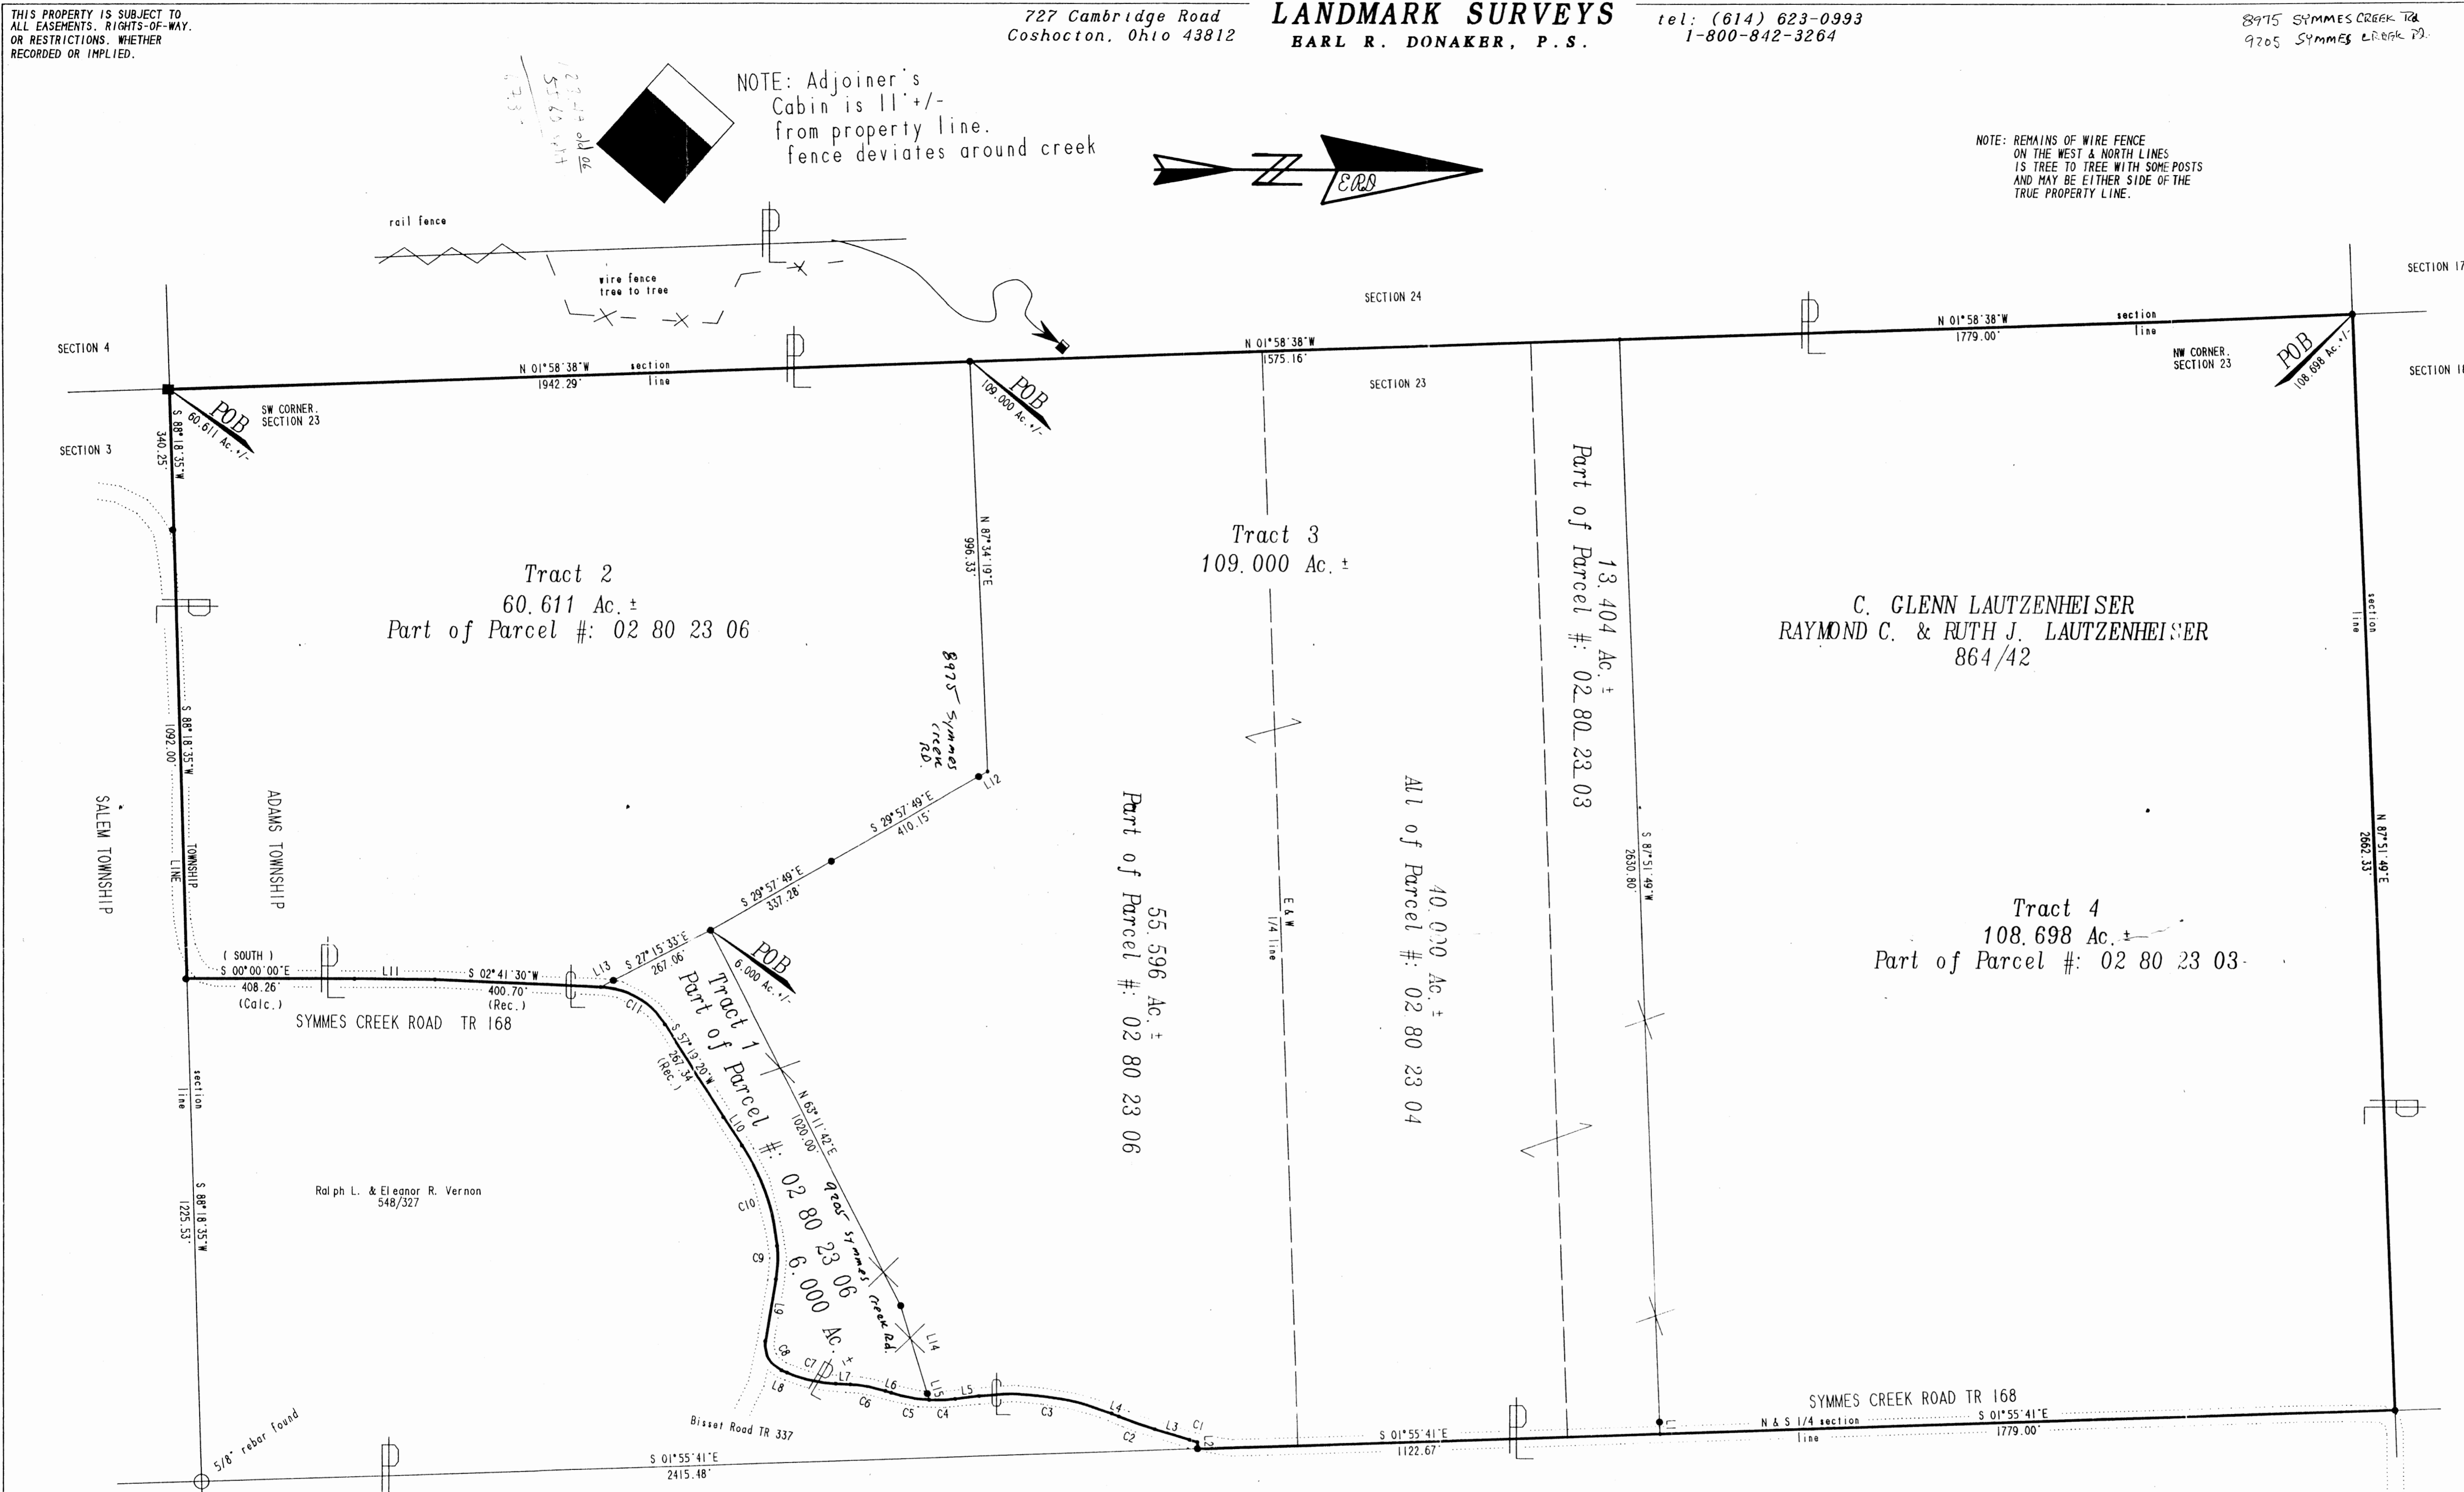 THIS PROPERTY IS SUBJECT TO
ALL EASEMENTS. RIGHTS-OF-WAY.
OR RESTRICTIONS. WHETHER
RECORDED OR IMPLIED.
727 Cambridge Road
Coshocton, Ohio 43812
LANDMARK SURVEYS
EARL R. DONAKER, P.S.
tel: (614) 623-0993
1-800-842-3264
8975 SYMMES CREEK Rd
9205 SYMMES CREEK RD.
NOTE: Adjoiner's
Cabin is 11'+/-
from property line.
fence deviates around creek
ERD
NOTE: REMAINS OF WIRE FENCE
ON THE WEST & NORTH LINES
IS TREE TO TREE WITH SOME POSTS
AND MAY BE EITHER SIDE OF THE
TRUE PROPERTY LINE.
rail fence
wire fence
tree to tree
SECTION 24
SECTION 17
SECTION 4
N 01°58'38"W
1942.29'
section
line
N 01°58'38"W
1575.16'
N 01°58'38"W
1779.00'
section
line
SECTION 23
NW CORNER.
SECTION 23
POB
108.698 Ac.+/-
SECTION 18
SECTION 3
POB
60.611 Ac.+/-
SW CORNER.
SECTION 23
POB
109.000 Ac.+/-
S 88°18'35"W
340.25'
N 87°34'19"E
996.33'
Tract 2
60.611 Ac.±
Part of Parcel #: 02 80 23 06
Tract 3
109.000 Ac.±
13.404 Ac.±
Part of Parcel #: 02 80 23 03
C. GLENN LAUTZENHEISER
RAYMOND C. & RUTH J. LAUTZENHEISER
864/42
section
line
8975 Symmes
Creek
RD.
L12
S 29°57'49"E
410.15'
S 29°57'49"E
337.28'
S 88°18'35"W
1092.00'
TOWNSHIP
LINE
SALEM TOWNSHIP
ADAMS TOWNSHIP
55.596 Ac.±
Part of Parcel #: 02 80 23 06
E & W
1/4 line
40.000 Ac.±
All of Parcel #: 02 80 23 04
S 87°51'49"W
2630.80'
N 87°51'49"E
2662.33'
Tract 4
108.698 Ac.±
Part of Parcel #: 02 80 23 03
( SOUTH )
S 00°00'00"E
408.26'
(Calc.)
L11
S 02°41'30"W
400.70'
(Rec.)
L13
S 27°15'33"E
267.06'
POB
6.000 Ac.+/-
SYMMES CREEK ROAD TR 168
C11
S 57°19'20"W
267.34
(Rec.)
Tract 1
Part of Parcel #: 02 80 23 06
6.000 Ac.±
N 63°11'42"E
1020.00'
9205 Symmes Creek Rd.
L10
C10
C9
L9
C8
L8
C7
L7
C6
L6
C5
L14
L15
C4
L5
C3
L4
C2
L3
C1
L2
L1
section
line
S 88°18'35"W
1225.53'
Ralph L. & Eleanor R. Vernon
548/327
Bisset Road TR 337
5/8" rebar found
S 01°55'41"E
2415.48'
S 01°55'41"E
1122.67'
SYMMES CREEK ROAD TR 168
N & S 1/4 section
line
S 01°55'41"E
1779.00'